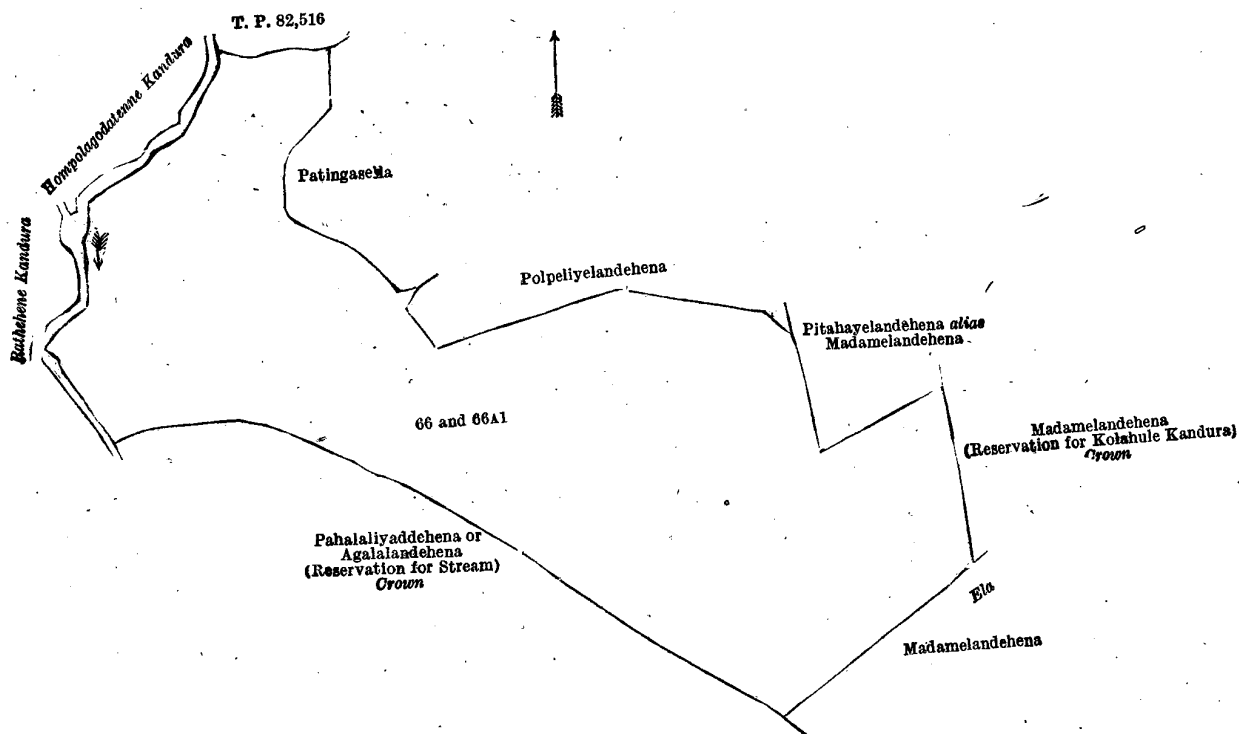 T. P. 82,516
Hompolagodatenne Kandura
Rathehene Kandura
Patingasella
Polpeliyelandehena
Pitahayelandehena alias
Madamelandehena
66 and 66A1
Madamelandehena
(Reservation for Kolahule Kandura)
Crown
Pahalaliyaddehena or
Agalalandehena
(Reservation for Stream)
Crown
Ela
Madamelandehena